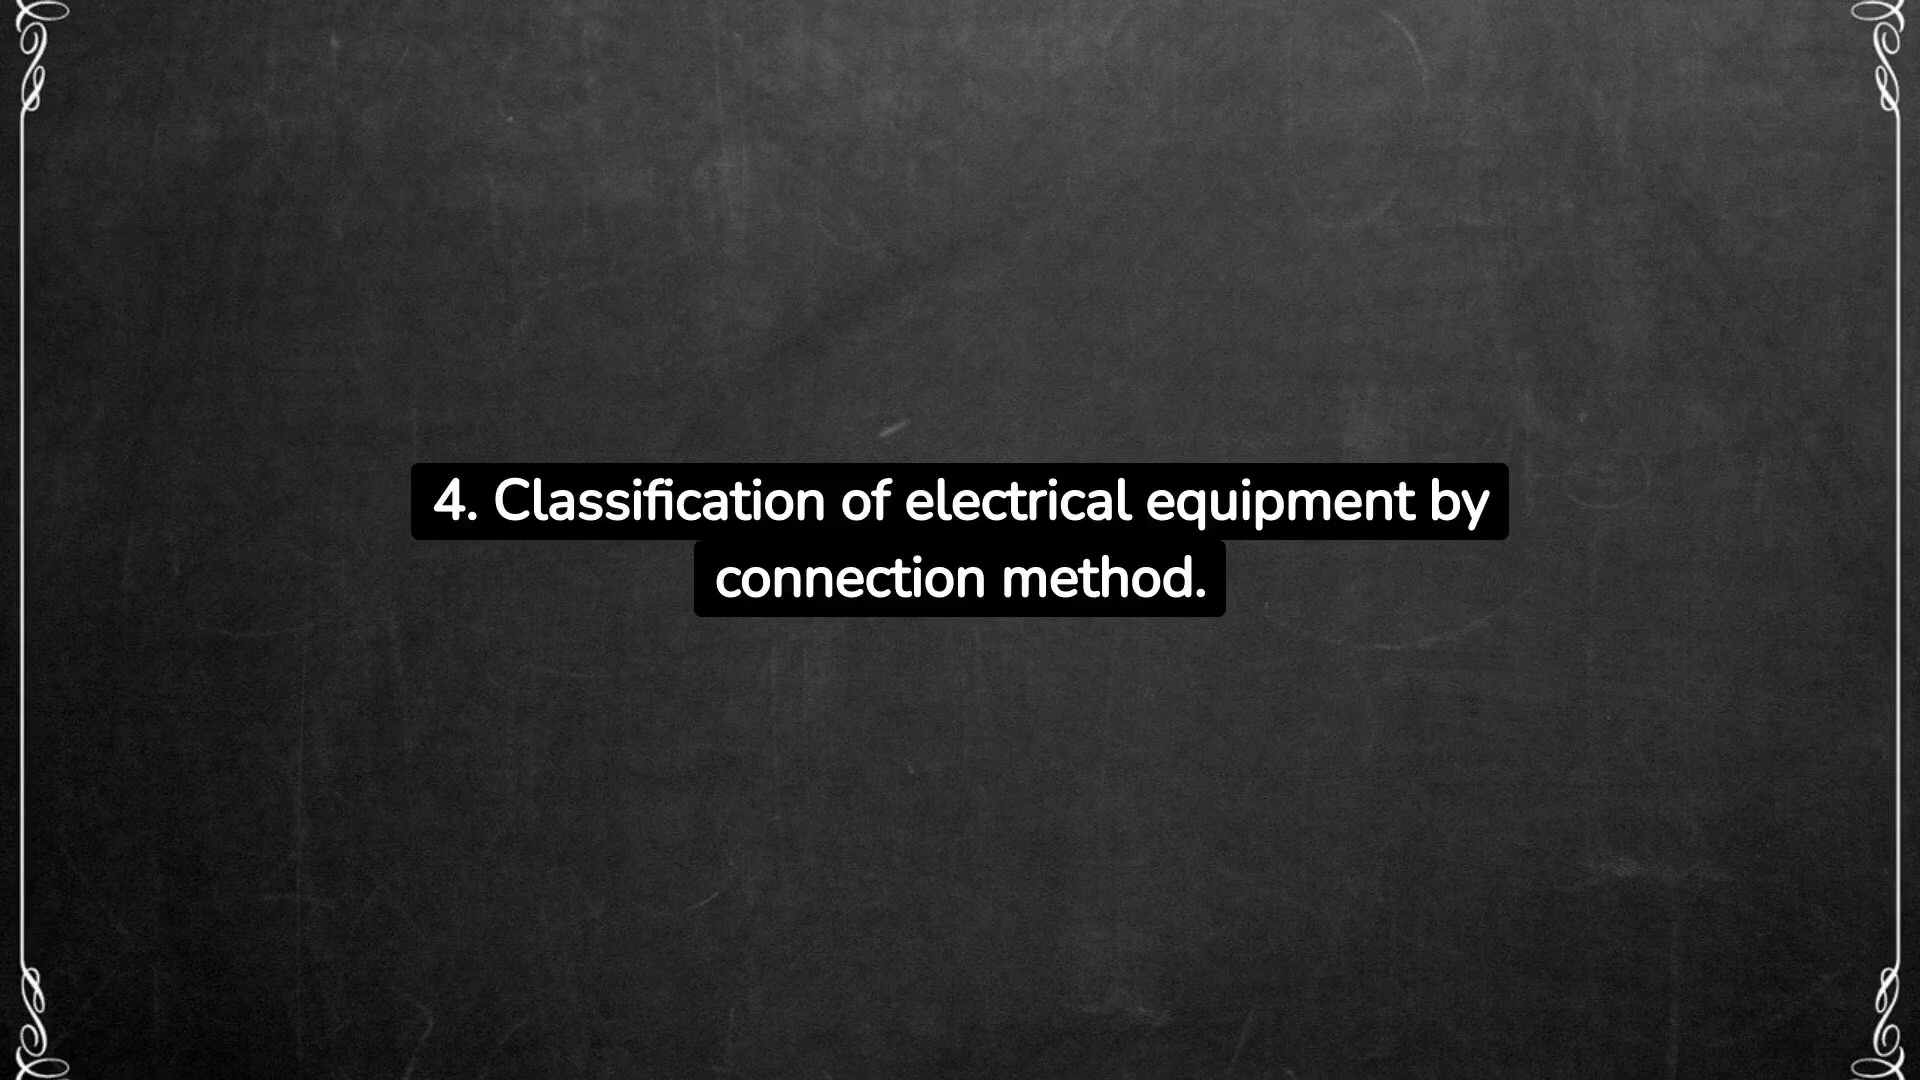 4. Classification of electrical equipment by
connection method.